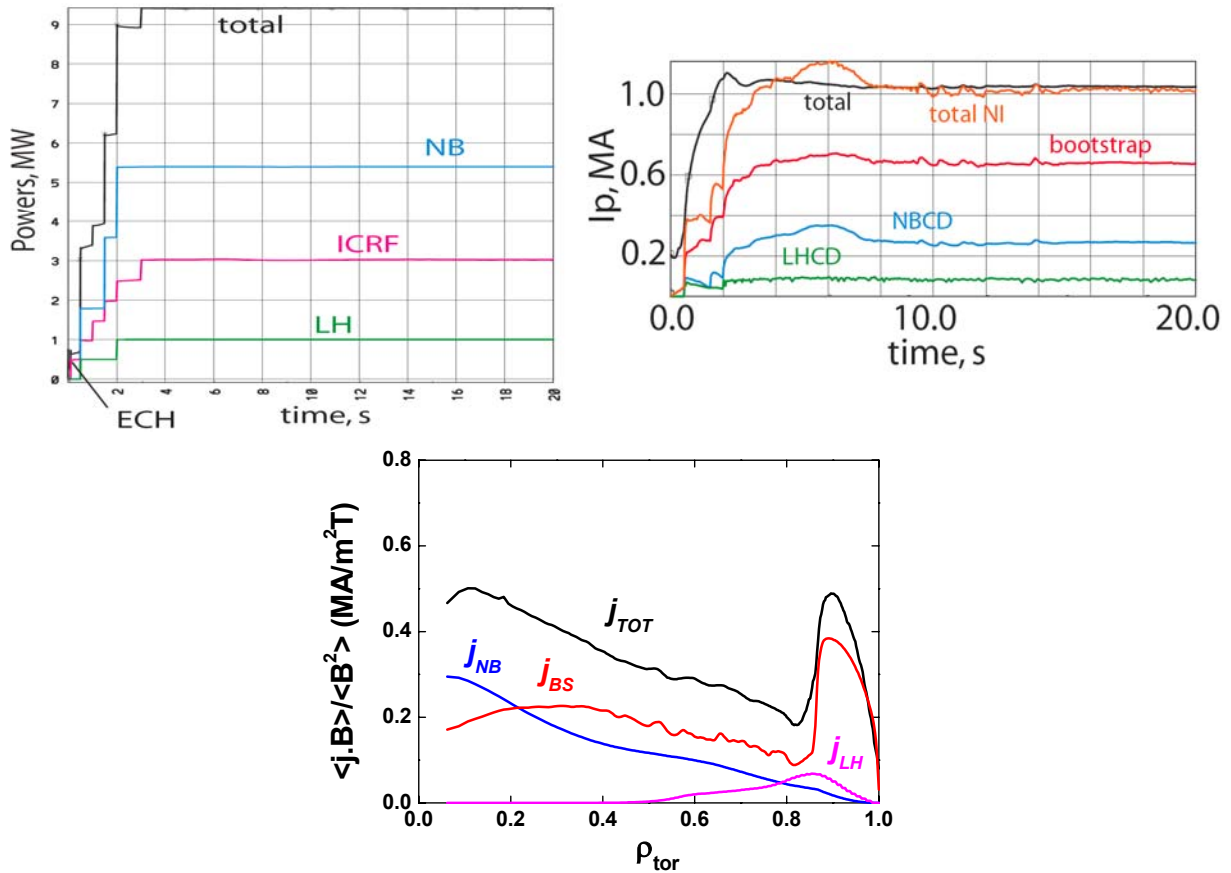 9
8
7
6
5
4
3
2
1
0
Powers, MW
total
NB
ICRF
LH
ECH
2
4
6
8
10
12
14
16
18
20
time, s
1.0
0.6
0.2
Ip, MA
total
total NI
bootstrap
NBCD
LHCD
0.0 10.0 20.0
time, s
0.8
0.6
0.4
0.2
0.0
<j.B>/<B²> (MA/m²T)
j_TOT
j_NB
j_BS
j_LH
0.0 0.2 0.4 0.6 0.8 1.0
ρ_tor